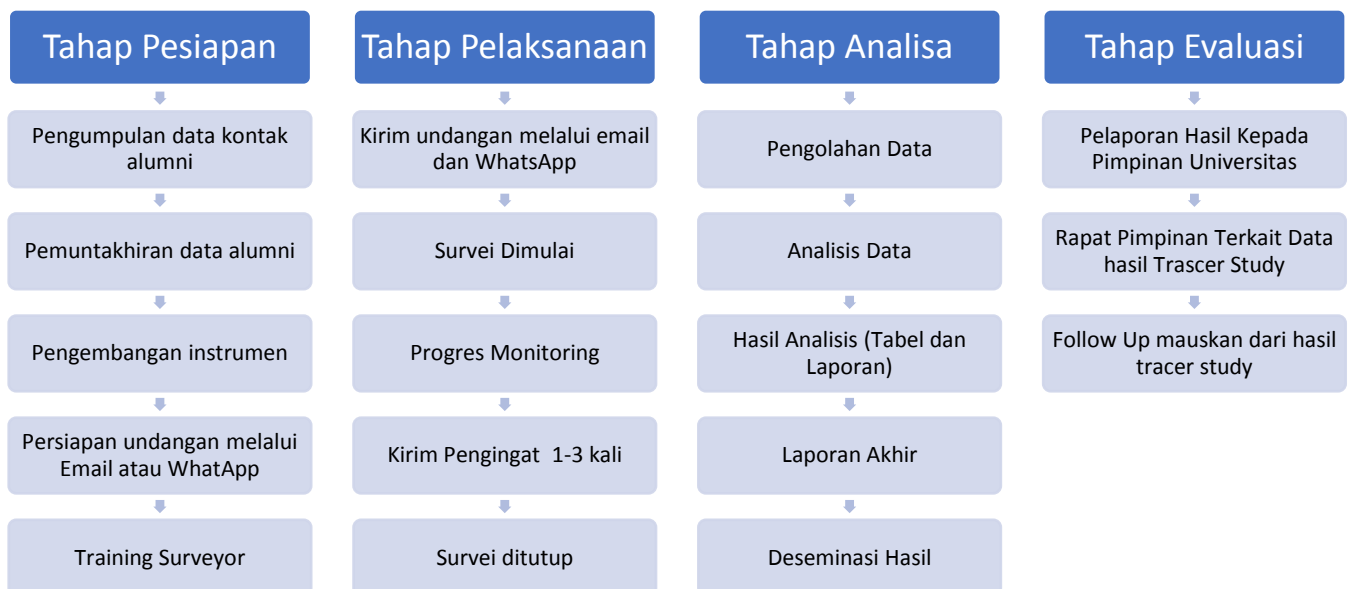 Tahap Pesiapan
Pengumpulan data kontak
alumni
Pemuntakhiran data alumni
Pengembangan instrumen
Persiapan undangan melalui
Email atau WhatApp
Training Surveyor
Tahap Pelaksanaan
Kirim undangan melalui email
dan WhatsApp
Survei Dimulai
Progres Monitoring
Kirim Pengingat 1-3 kali
Survei ditutup
Tahap Analisa
Pengolahan Data
Analisis Data
Hasil Analisis (Tabel dan
Laporan)
Laporan Akhir
Deseminasi Hasil
Tahap Evaluasi
Pelaporan Hasil Kepada
Pimpinan Universitas
Rapat Pimpinan Terkait Data
hasil Trascer Study
Follow Up mauskan dari hasil
tracer study